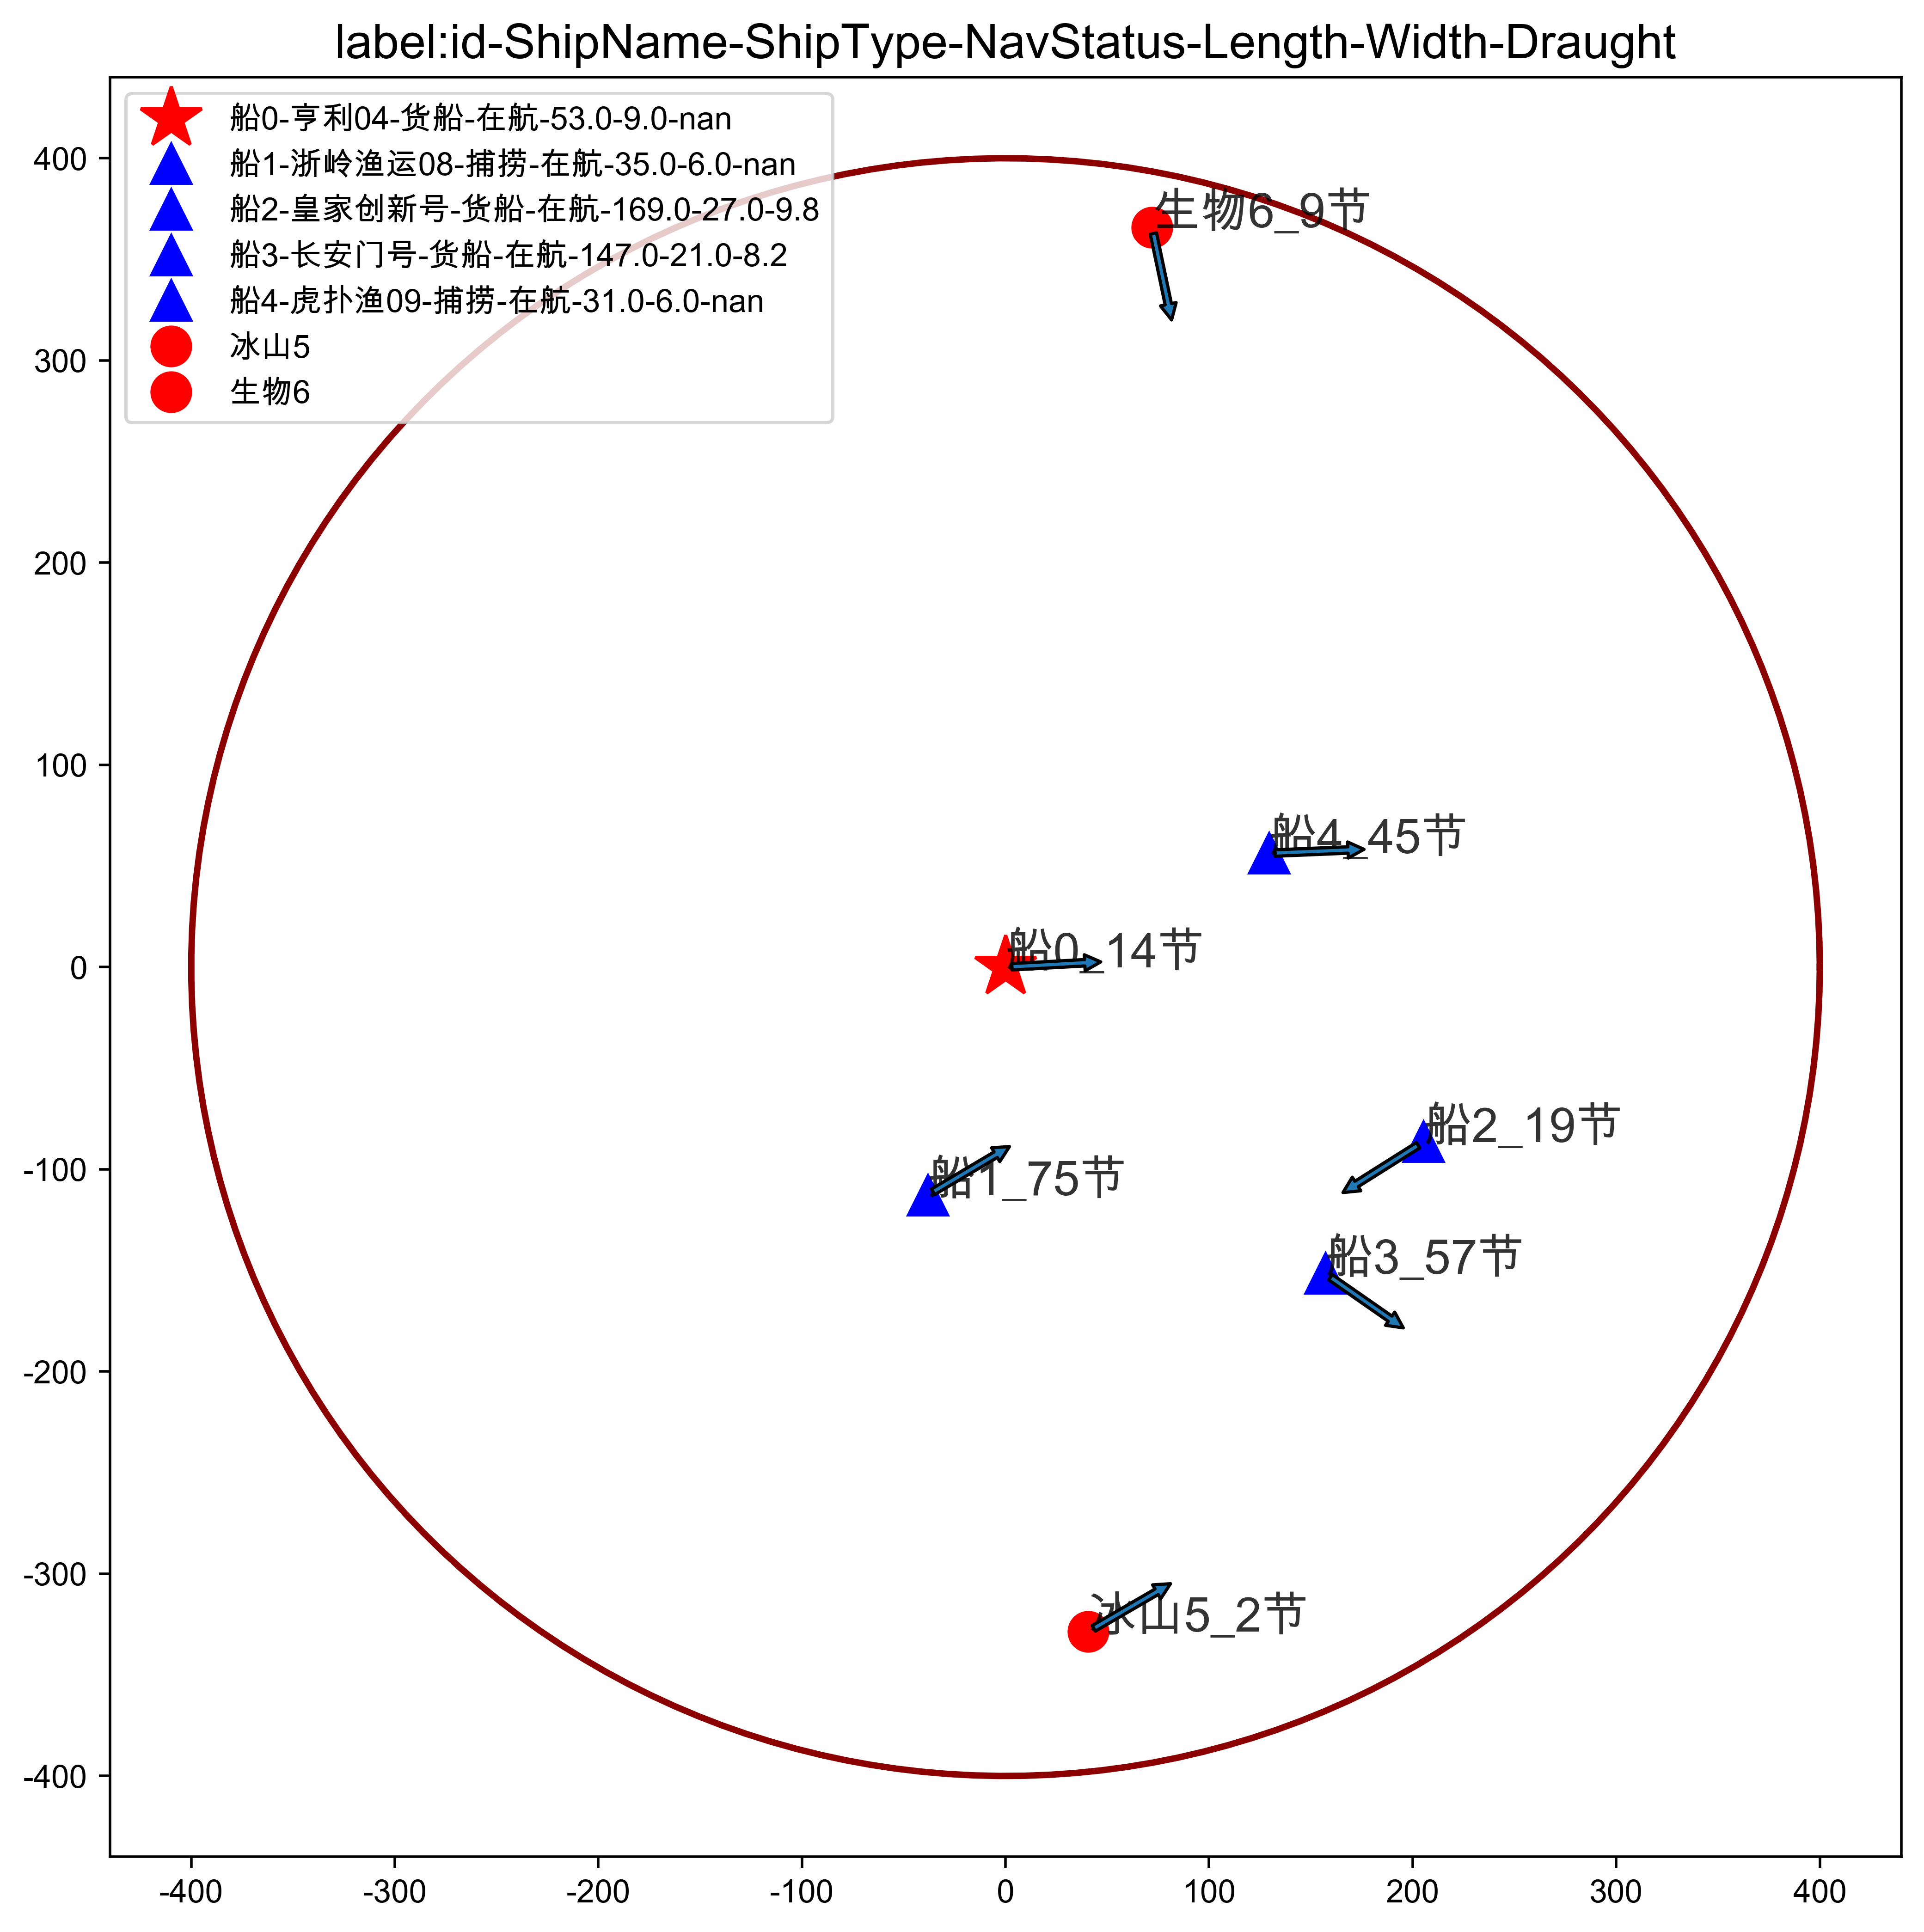 label:id-ShipName-ShipType-NavStatus-Length-Width-Draught
船0-亨利04-货船-在航-53.0-9.0-nan
船1-浙岭渔运08-捕捞-在航-35.0-6.0-nan
船2-皇家创新号-货船-在航-169.0-27.0-9.8
船3-长安门号-货船-在航-147.0-21.0-8.2
船4-虎扑渔09-捕捞-在航-31.0-6.0-nan
冰山5
生物6
生物6_9节
船4_45节
船0_14节
船2_19节
船1_75节
船3_57节
冰山5_2节
400
300
200
100
0
-100
-200
-300
-400
-400 -300 -200 -100 0 100 200 300 400